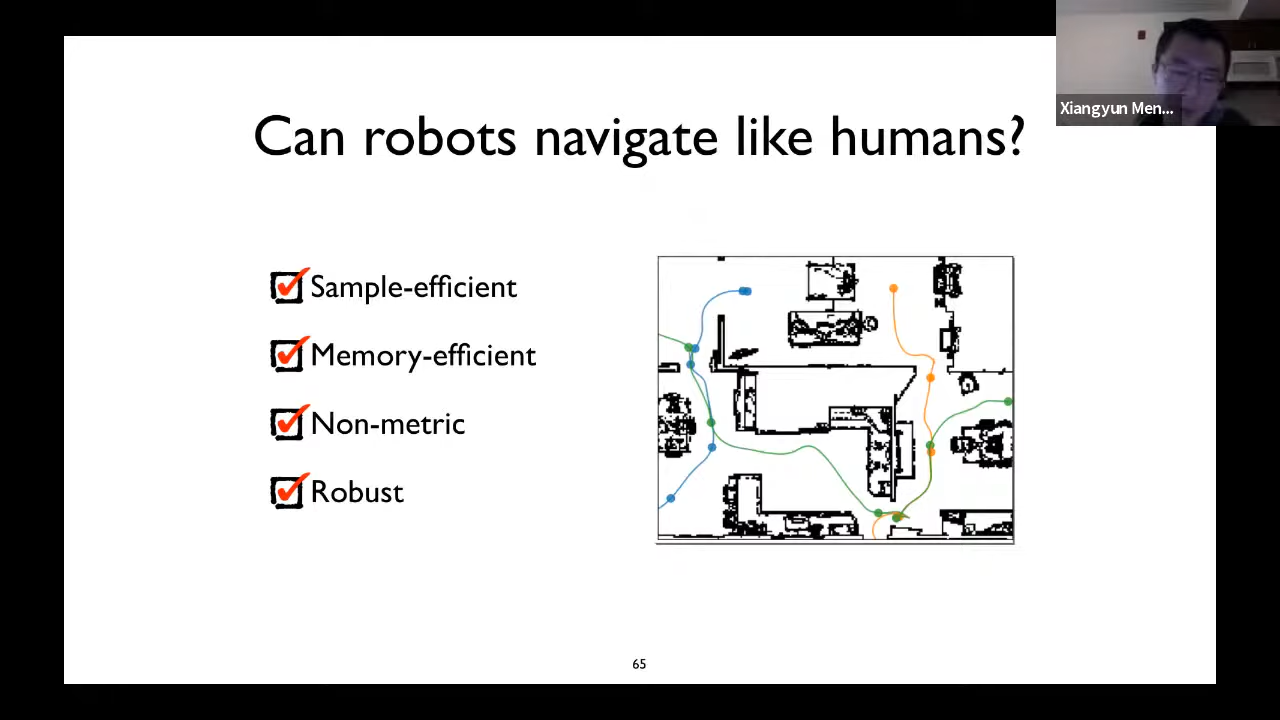 Xiangyun Men...
Can robots navigate like humans?
Sample-efficient
Memory-efficient
Non-metric
Robust
65